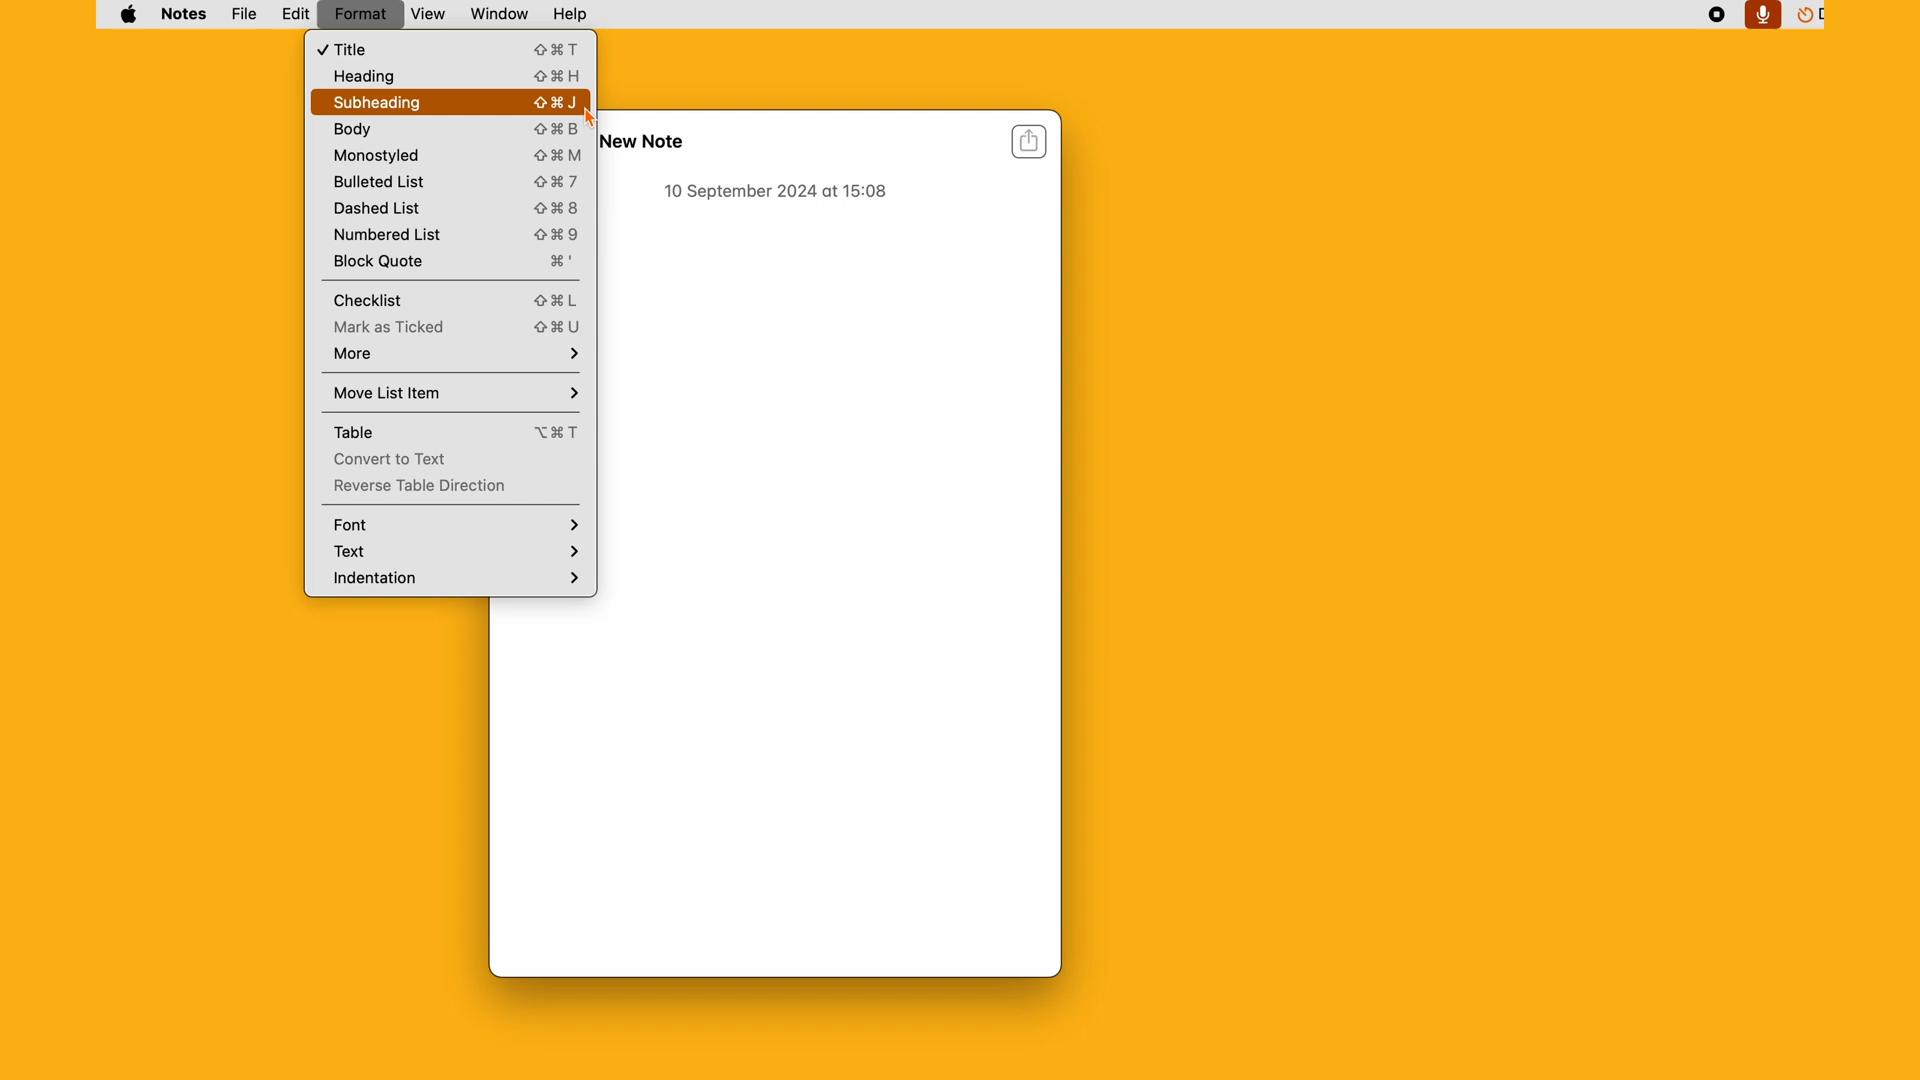 Notes File Edit Format View Window Help
✓ Title ⇧⌘T
Heading ⇧⌘H
Subheading ⇧⌘J
Body ⇧⌘B
Monostyled ⇧⌘M
Bulleted List ⇧⌘7
Dashed List ⇧⌘8
Numbered List ⇧⌘9
Block Quote ⌘'
Checklist ⇧⌘L
Mark as Ticked ⇧⌘U
More
Move List Item
Table ⌥⌘T
Convert to Text
Reverse Table Direction
Font
Text
Indentation
New Note
10 September 2024 at 15:08